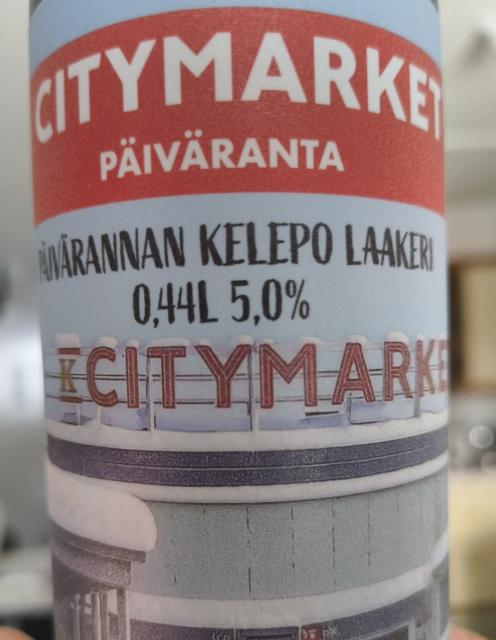 CITYMARKET
PÄIVÄRANTA
PÄIVÄRANNAN KELEPO LAAKERI
0,44L 5,0%
K CITYMARKE